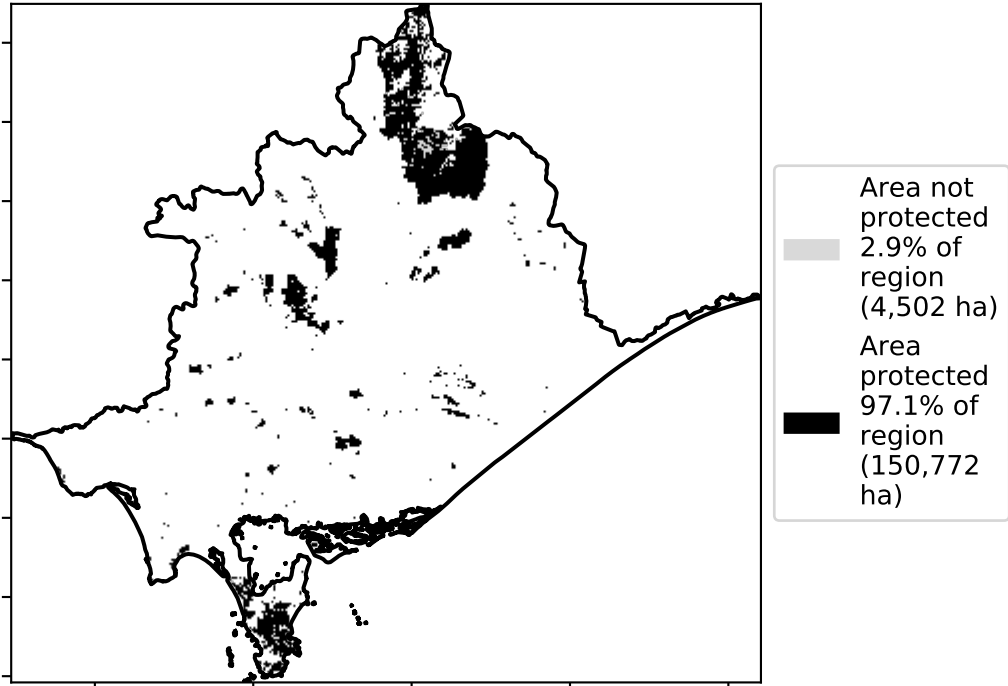 Area not
protected
2.9% of
region
(4,502 ha)
Area
protected
97.1% of
region
(150,772
ha)